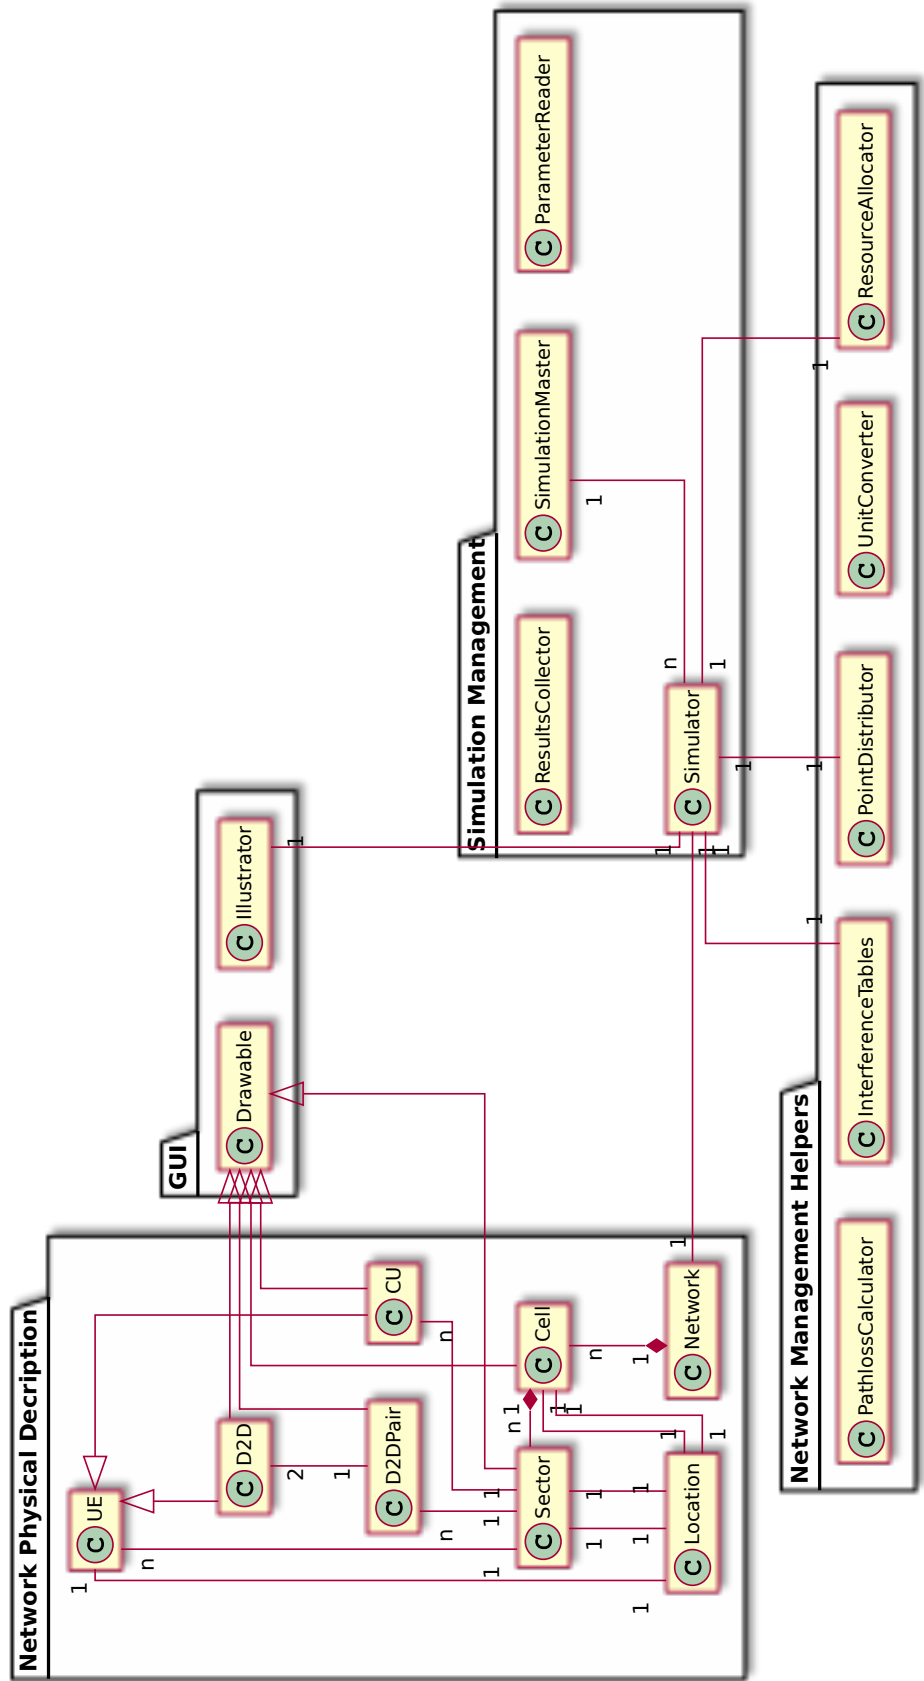 Network Physical Decription
1
C UE
n
GUI
C D2D
C Drawable
C Illustrator
2
1
1
C D2DPair
C CU
n
n
Simulation Management
1
1
1
n
1
C Sector
C Cell
C ResultsCollector
C SimulationMaster
C ParameterReader
1
1
1
1
n
1
1
1
1
1
1
1
1
n
C Location
C Network
C Simulator
1
1
1
1
1
Network Management Helpers
1
1
1
C PathlossCalculator
C InterferenceTables
C PointDistributor
C UnitConverter
C ResourceAllocator